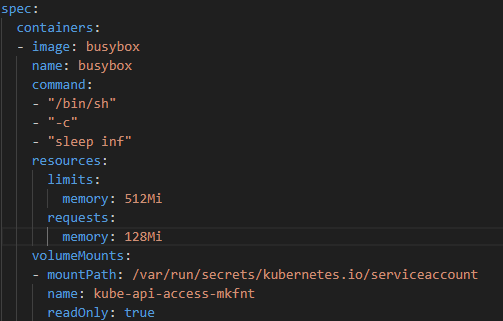 spec:
  containers:
  - image: busybox
    name: busybox
    command:
    - "/bin/sh"
    - "-c"
    - "sleep inf"
    resources:
      limits:
        memory: 512Mi
      requests:
        memory: 128Mi
    volumeMounts:
    - mountPath: /var/run/secrets/kubernetes.io/serviceaccount
      name: kube-api-access-mkfnt
      readOnly: true